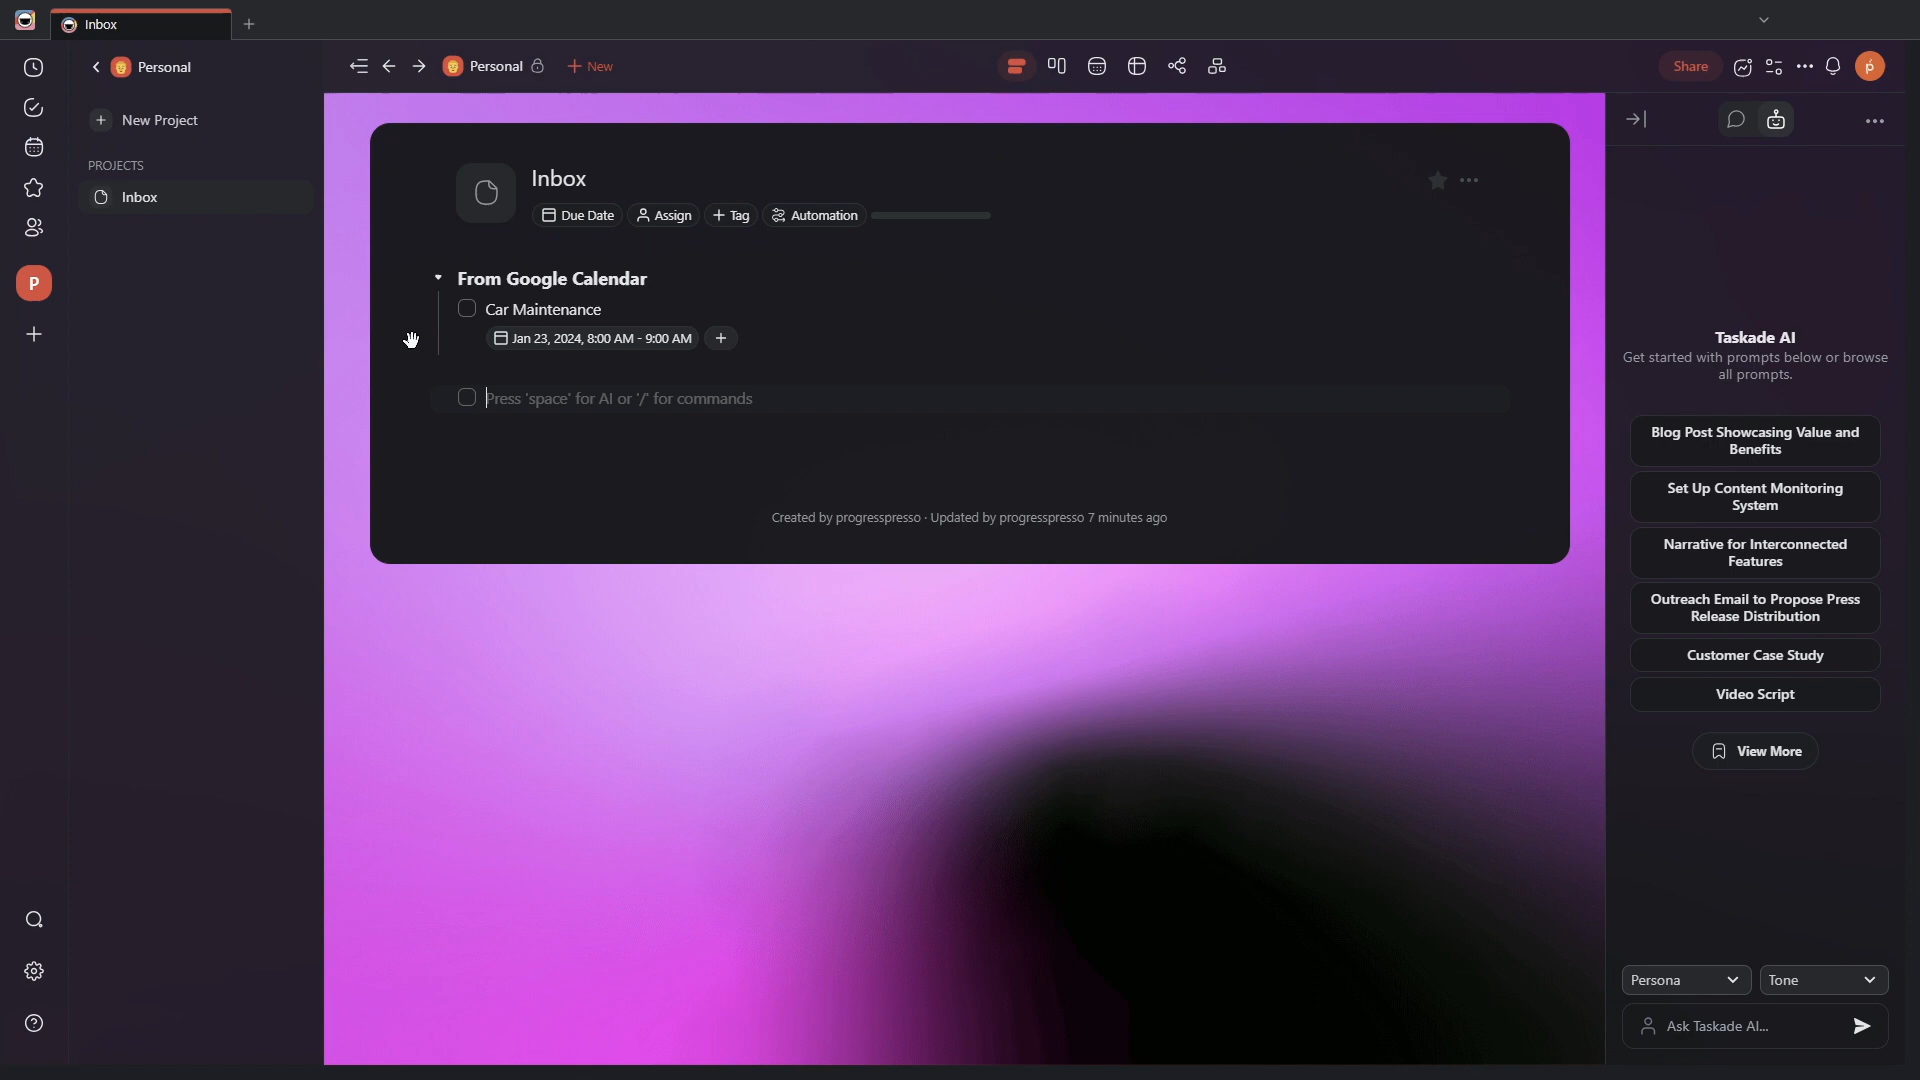 Inbox
Personal
Personal
New
Share
New Project
PROJECTS
Inbox
P
Inbox
Due Date
Assign
Tag
Automation
From Google Calendar
Car Maintenance
Jan 23, 2024, 8:00 AM - 9:00 AM
Press 'space' for AI or '/' for commands
Created by progresspresso · Updated by progresspresso 7 minutes ago
ṗ
Taskade AI
Get started with prompts below or browse
all prompts.
Blog Post Showcasing Value and
Benefits
Set Up Content Monitoring
System
Narrative for Interconnected
Features
Outreach Email to Propose Press
Release Distribution
Customer Case Study
Video Script
View More
Persona
Tone
Ask Taskade AI...